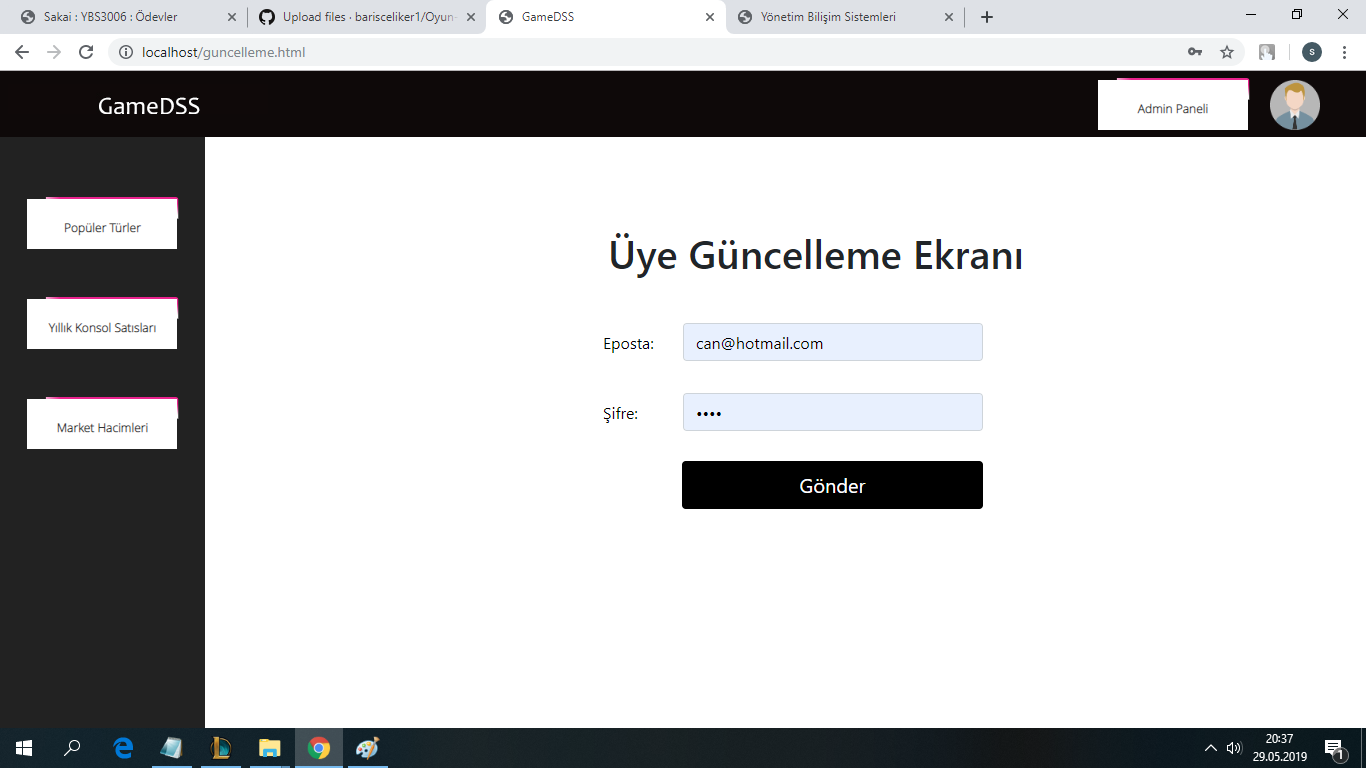 Sakai : YBS3006 : Ödevler
Upload files · barisceliker1/Oyun-
GameDSS
Yönetim Bilişim Sistemleri
localhost/guncelleme.html
s
GameDSS
Admin Paneli
Popüler Türler
Yıllık Konsol Satısları
Market Hacimleri
Üye Güncelleme Ekranı
Eposta:
can@hotmail.com
Şifre:
••••
Gönder
20:37
29.05.2019
1